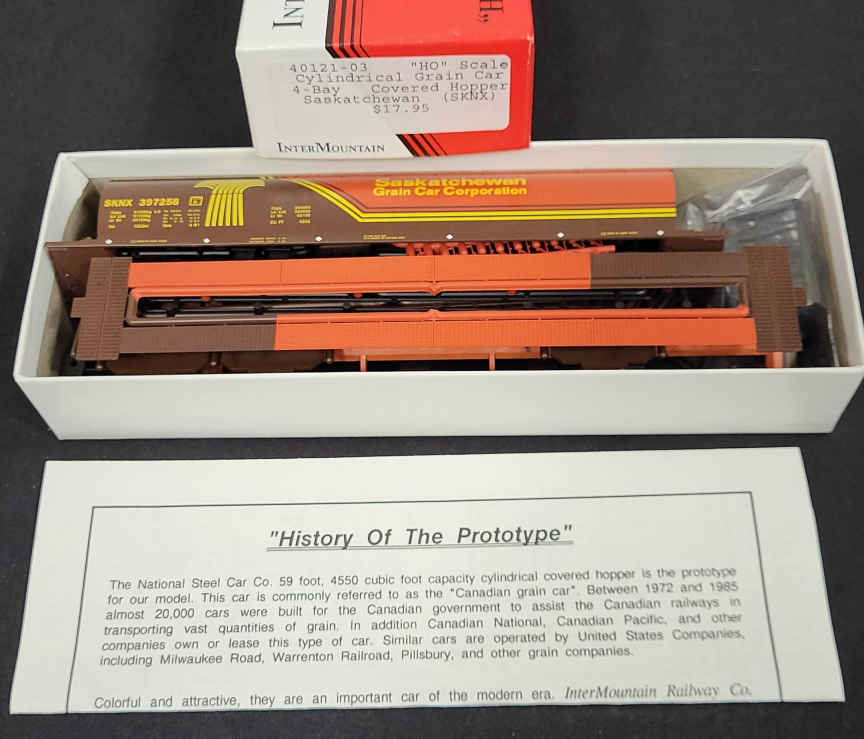 INT
H"
40121-03 "HO" Scale
Cylindrical Grain Car
4-Bay Covered Hopper
Saskatchewan (SKNX)
$17.95
INTERMOUNTAIN
Saskatchewan
Grain Car Corporation
SKNX 397258
"History Of The Prototype"
The National Steel Car Co. 59 foot, 4550 cubic foot capacity cylindrical covered hopper is the prototype
for our model. This car is commonly referred to as the "Canadian grain car". Between 1972 and 1985
almost 20,000 cars were built for the Canadian government to assist the Canadian railways in
transporting vast quantities of grain. In addition Canadian National, Canadian Pacific, and other
companies own or lease this type of car. Similar cars are operated by United States Companies,
including Milwaukee Road, Warrenton Railroad, Pillsbury, and other grain companies.
Colorful and attractive, they are an important car of the modern era. InterMountain Railway Co.